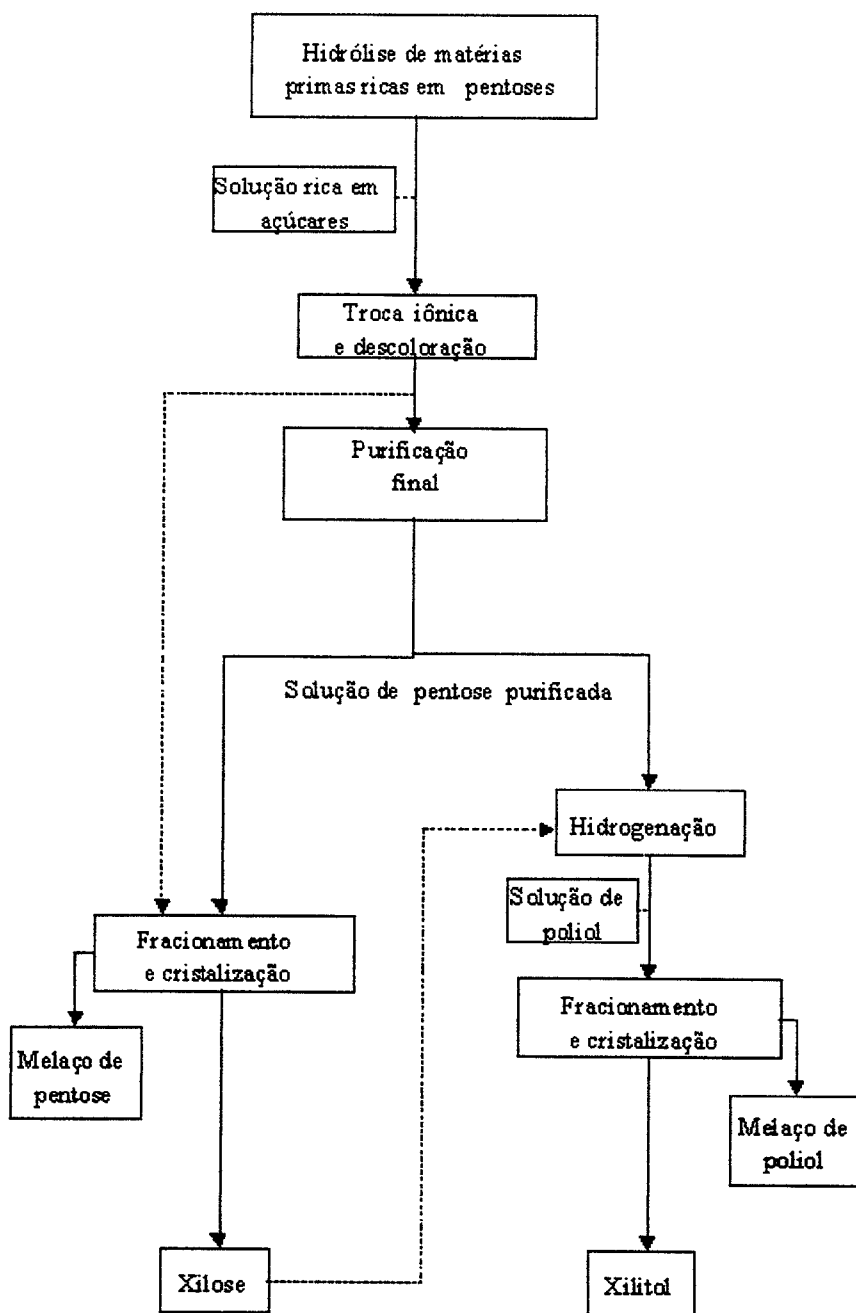 Hidrólise de matérias
primas ricas em pentoses
Solução rica em
açúcares
Troca iônica
e descoloração
Purificação
final
Solução de pentose purificada
Hidrogenação
Solução de
poliol
Fracionamento
e cristalização
Fracionamento
e cristalização
Melaço de
pentose
Melaço de
poliol
Xilose
Xilitol